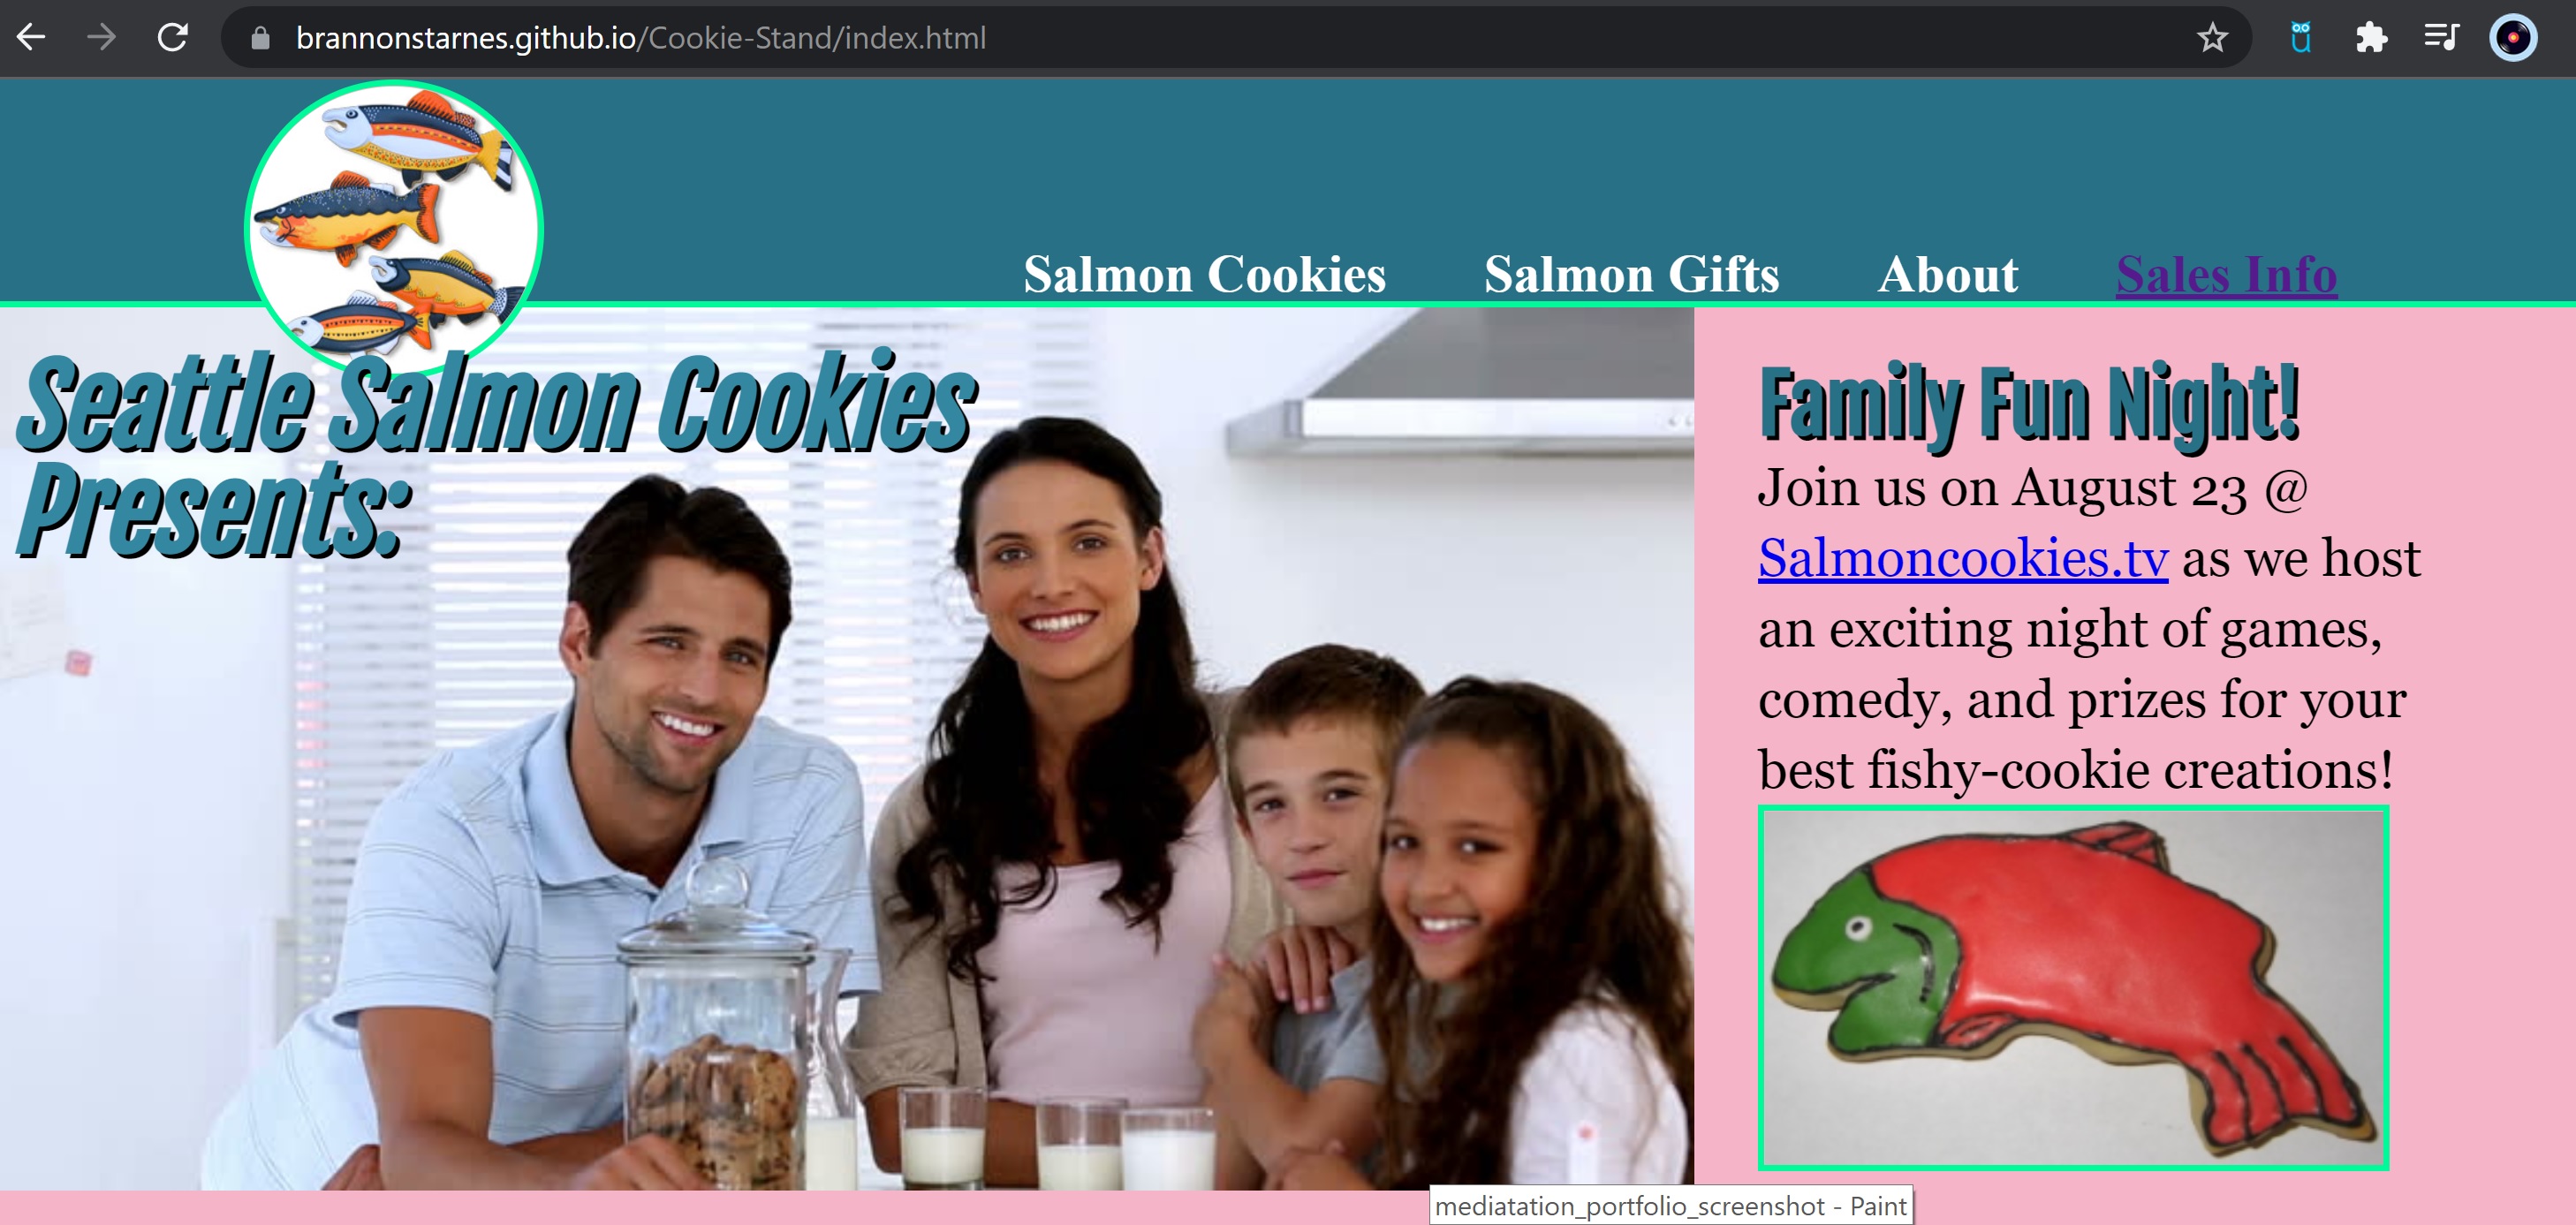 brannonstarnes.github.io/Cookie-Stand/index.html
Salmon Cookies Salmon Gifts About Sales Info
Seattle Salmon Cookies
Presents:
Family Fun Night!
Join us on August 23 @
Salmoncookies.tv as we host
an exciting night of games,
comedy, and prizes for your
best fishy-cookie creations!
mediatation_portfolio_screenshot - Paint